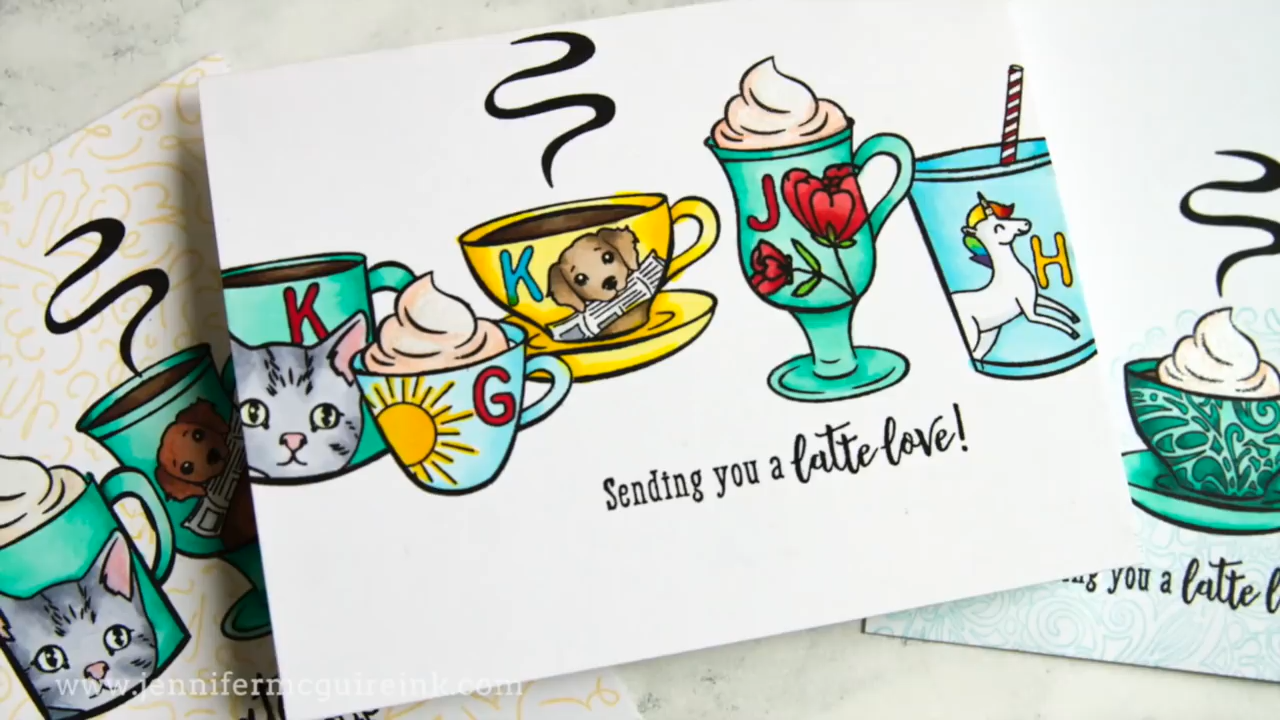 K
K
G
J
H
Sending you a latte love!
you a latte
www.jennifermcguireink.com